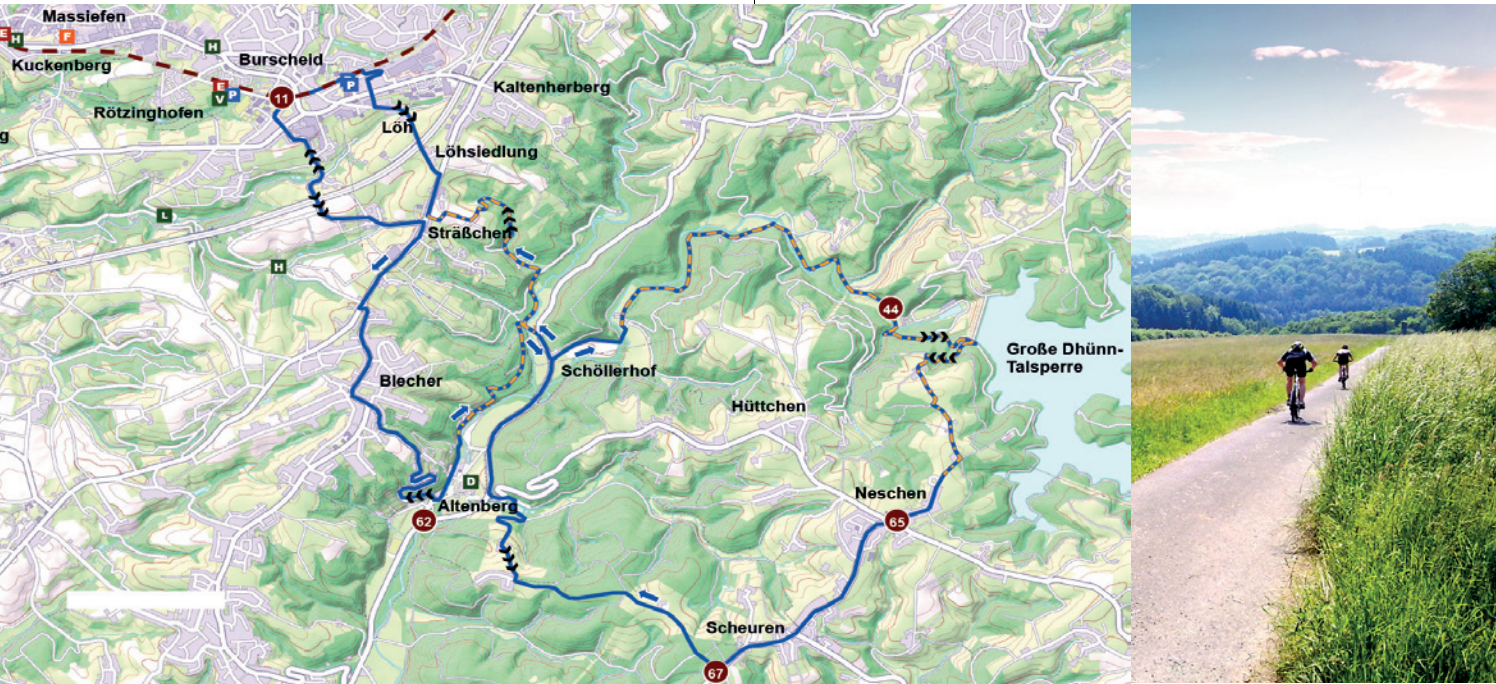 Massiefen
E
H
F
H
Kuckenberg
Burscheid
E
P
P
V
11
Kaltenherberg
Rötzinghofen
g
Löh
Löhsiedlung
L
Sträßchen
H
44
Große Dhünn-
Talsperre
Schöllerhof
Blecher
Hüttchen
D
Neschen
Altenberg
62
65
Scheuren
67